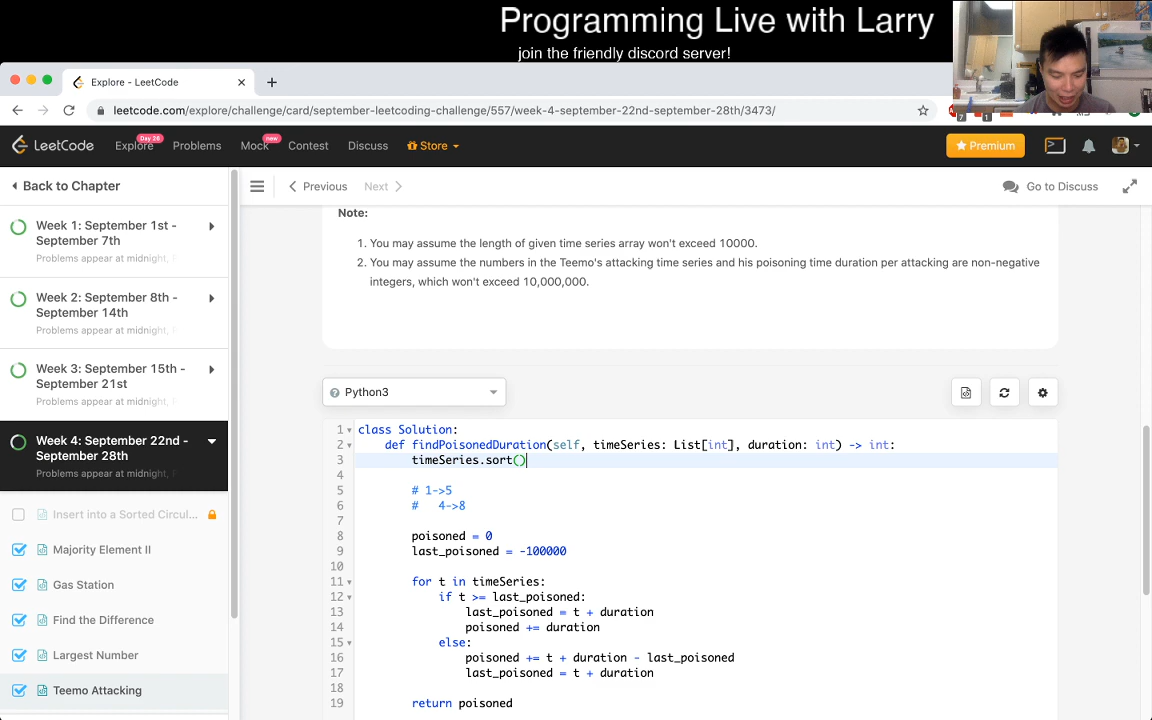 Programming Live with Larry
join the friendly discord server!
Explore - LeetCode
leetcode.com/explore/challenge/card/september-leetcoding-challenge/557/week-4-september-22nd-september-28th/3473/
7
1
LeetCode
Explore
Day 26
Problems
Mock
new
Contest
Discuss
Store
Premium
Back to Chapter
Previous
Next
Go to Discuss
Week 1: September 1st -
September 7th
Problems appear at midnight,
Week 2: September 8th -
September 14th
Problems appear at midnight,
Week 3: September 15th -
September 21st
Problems appear at midnight,
Week 4: September 22nd -
September 28th
Problems appear at midnight,
Insert into a Sorted Circul...
Majority Element II
Gas Station
Find the Difference
Largest Number
Teemo Attacking
Note:
1. You may assume the length of given time series array won't exceed 10000.
2. You may assume the numbers in the Teemo's attacking time series and his poisoning time duration per attacking are non-negative
integers, which won't exceed 10,000,000.
Python3
1 class Solution:
2 def findPoisonedDuration(self, timeSeries: List[int], duration: int) -> int:
3 timeSeries.sort()
4
5 # 1->5
6 # 4->8
7
8 poisoned = 0
9 last_poisoned = -100000
10
11 for t in timeSeries:
12 if t >= last_poisoned:
13 last_poisoned = t + duration
14 poisoned += duration
15 else:
16 poisoned += t + duration - last_poisoned
17 last_poisoned = t + duration
18
19 return poisoned